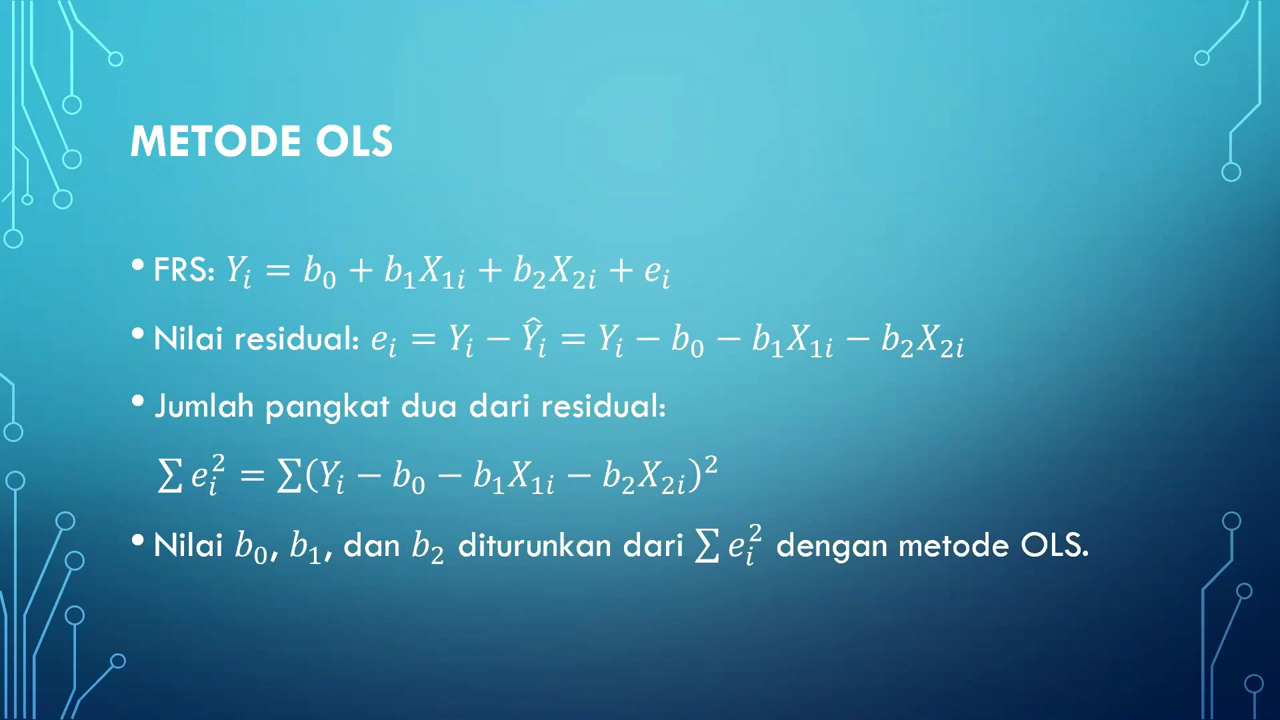 METODE OLS
• FRS: 𝑌ᵢ = 𝑏₀ + 𝑏₁𝑋₁ᵢ + 𝑏₂𝑋₂ᵢ + 𝑒ᵢ
• Nilai residual: 𝑒ᵢ = 𝑌ᵢ − 𝑌̂ᵢ = 𝑌ᵢ − 𝑏₀ − 𝑏₁𝑋₁ᵢ − 𝑏₂𝑋₂ᵢ
• Jumlah pangkat dua dari residual:
∑ 𝑒ᵢ² = ∑(𝑌ᵢ − 𝑏₀ − 𝑏₁𝑋₁ᵢ − 𝑏₂𝑋₂ᵢ)²
• Nilai 𝑏₀, 𝑏₁, dan 𝑏₂ diturunkan dari ∑ 𝑒ᵢ² dengan metode OLS.